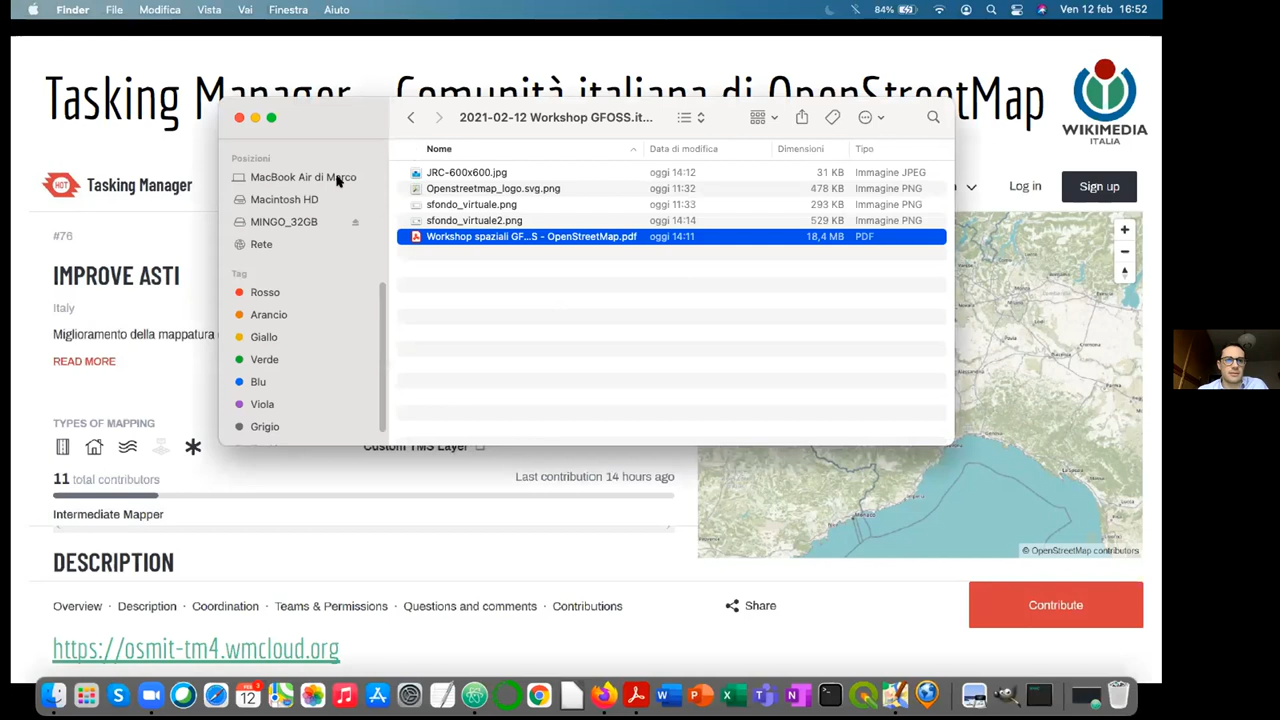 Finder File Modifica Vista Vai Finestra Aiuto 84% Ven 12 feb 16:52
Tasking Manager Comunità italiana di OpenStreetMap
WIKIMEDIA
ITALIA
2021-02-12 Workshop GFOSS.it...
Posizioni
MacBook Air di Marco
Macintosh HD
MINGO_32GB
Rete
Tag
Rosso
Arancio
Giallo
Verde
Blu
Viola
Grigio
Nome Data di modifica Dimensioni Tipo
JRC-600x600.jpg oggi 14:12 31 KB Immagine JPEG
Openstreetmap_logo.svg.png oggi 11:32 478 KB Immagine PNG
sfondo_virtuale.png oggi 11:33 293 KB Immagine PNG
sfondo_virtuale2.png oggi 14:14 529 KB Immagine PNG
Workshop spaziali GF...S - OpenStreetMap.pdf oggi 14:11 18,4 MB PDF
HOT Tasking Manager
Log in Sign up
#76
IMPROVE ASTI
Italy
Miglioramento della mappatura
READ MORE
TYPES OF MAPPING
Custom TMS Layer
11 total contributors Last contribution 14 hours ago
Intermediate Mapper
© OpenStreetMap contributors
DESCRIPTION
Overview · Description · Coordination · Teams & Permissions · Questions and comments · Contributions
Share
Contribute
https://osmit-tm4.wmcloud.org